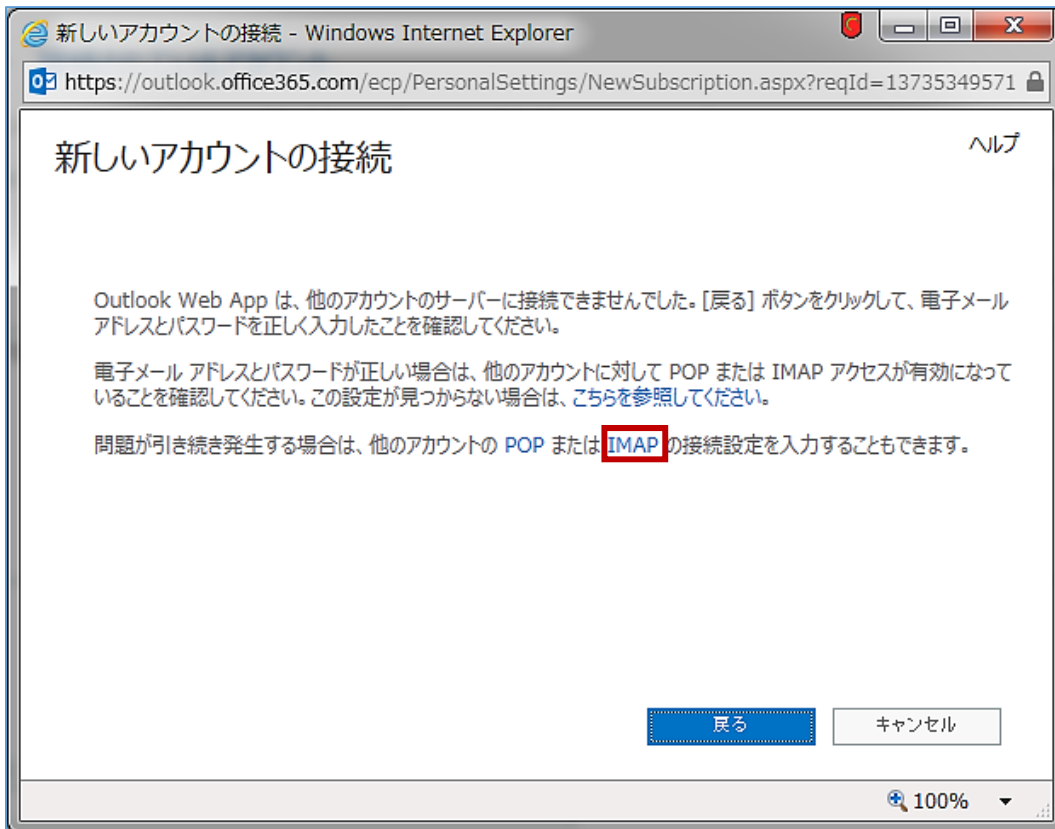 新しいアカウントの接続 - Windows Internet Explorer
https://outlook.office365.com/ecp/PersonalSettings/NewSubscription.aspx?reqId=13735349571
ヘルプ
新しいアカウントの接続
Outlook Web App は、他のアカウントのサーバーに接続できませんでした。[戻る] ボタンをクリックして、電子メール
アドレスとパスワードを正しく入力したことを確認してください。
電子メール アドレスとパスワードが正しい場合は、他のアカウントに対して POP または IMAP アクセスが有効になって
いることを確認してください。この設定が見つからない場合は、こちらを参照してください。
問題が引き続き発生する場合は、他のアカウントの POP または IMAP の接続設定を入力することもできます。
戻る
キャンセル
100%